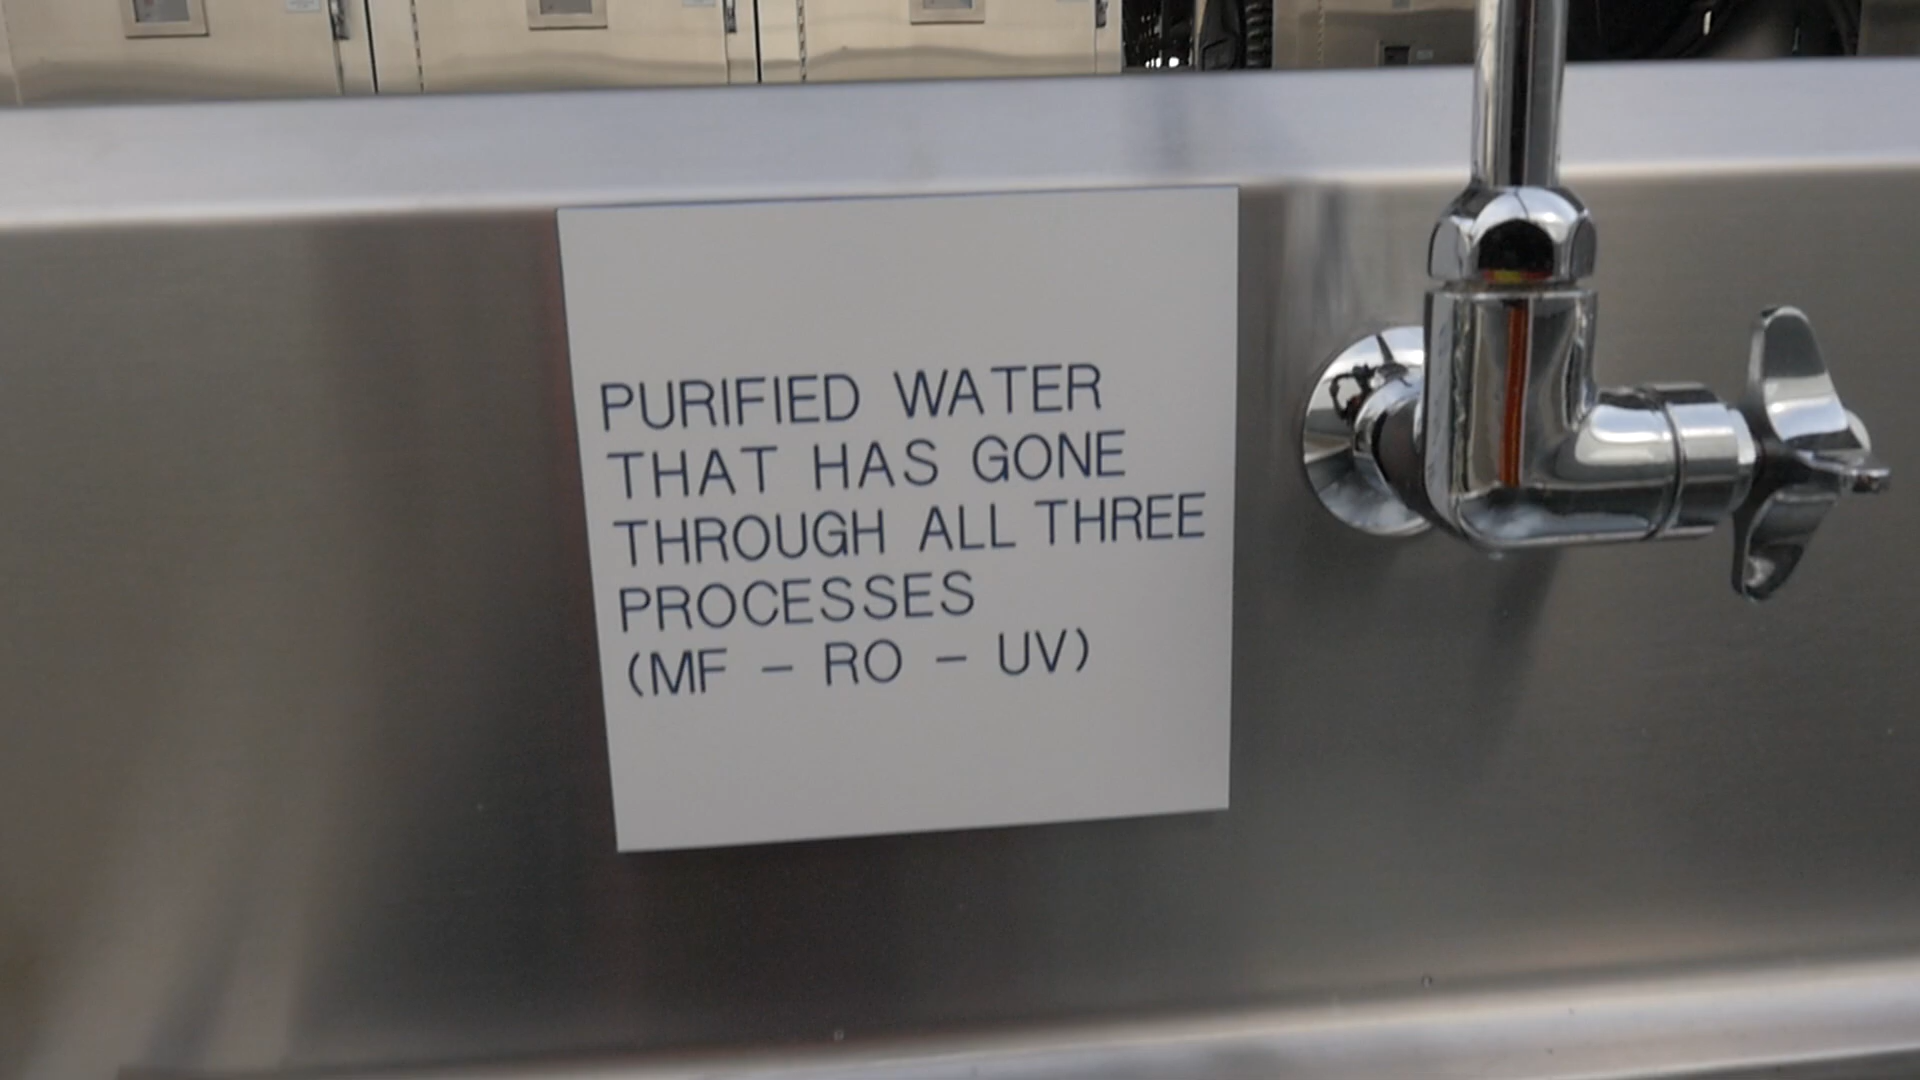 PURIFIED WATER
THAT HAS GONE
THROUGH ALL THREE
PROCESSES
(MF – RO – UV)